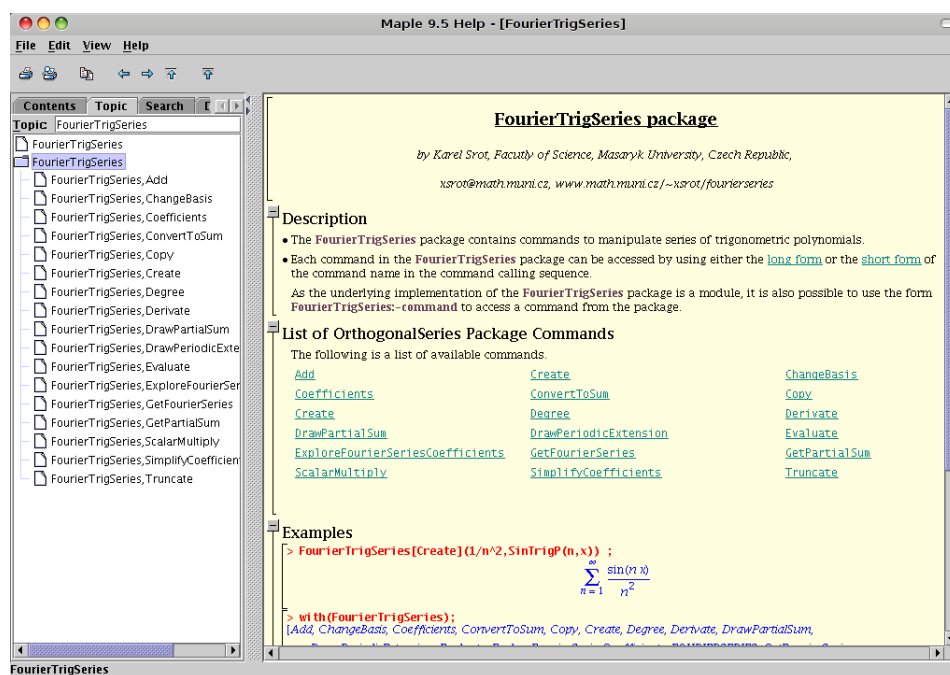 Maple 9.5 Help - [FourierTrigSeries]
File Edit View Help
Contents Topic Search
Topic: FourierTrigSeries
FourierTrigSeries
FourierTrigSeries
FourierTrigSeries,Add
FourierTrigSeries,ChangeBasis
FourierTrigSeries,Coefficients
FourierTrigSeries,ConvertToSum
FourierTrigSeries,Copy
FourierTrigSeries,Create
FourierTrigSeries,Degree
FourierTrigSeries,Derivate
FourierTrigSeries,DrawPartialSum
FourierTrigSeries,DrawPeriodicExte
FourierTrigSeries,Evaluate
FourierTrigSeries,ExploreFourierSer
FourierTrigSeries,GetFourierSeries
FourierTrigSeries,GetPartialSum
FourierTrigSeries,ScalarMultiply
FourierTrigSeries,SimplifyCoefficien
FourierTrigSeries,Truncate
FourierTrigSeries package
by Karel Srot, Facutly of Science, Masaryk University, Czech Republic,
xsrot@math.muni.cz, www.math.muni.cz/~xsrot/fourierseries
Description
• The FourierTrigSeries package contains commands to manipulate series of trigonometric polynomials.
• Each command in the FourierTrigSeries package can be accessed by using either the long form or the short form of
the command name in the command calling sequence.
As the underlying implementation of the FourierTrigSeries package is a module, it is also possible to use the form
FourierTrigSeries:-command to access a command from the package.
List of OrthogonalSeries Package Commands
The following is a list of available commands.
Add Create ChangeBasis
Coefficients ConvertToSum Copy
Create Degree Derivate
DrawPartialSum DrawPeriodicExtension Evaluate
ExploreFourierSeriesCoefficients GetFourierSeries GetPartialSum
ScalarMultiply SimplifyCoefficients Truncate
Examples
> FourierTrigSeries[Create](1/n^2,SinTrigP(n,x)) ;
∞
∑ sin(n x)
n = 1 n²
> with(FourierTrigSeries);
[Add, ChangeBasis, Coefficients, ConvertToSum, Copy, Create, Degree, Derivate, DrawPartialSum,
FourierTrigSeries